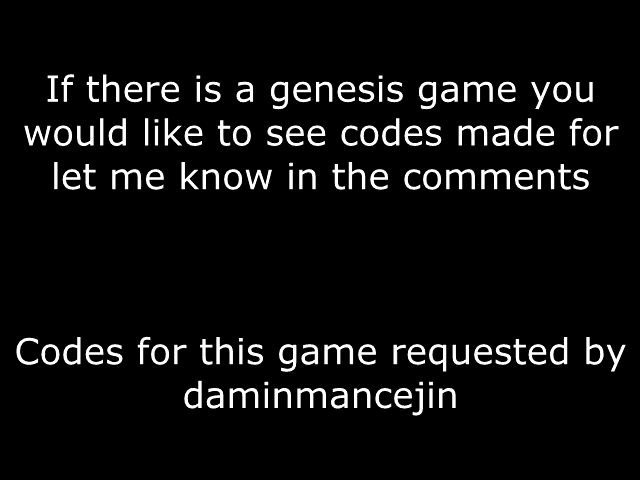 If there is a genesis game you
would like to see codes made for
let me know in the comments
Codes for this game requested by
daminmancejin